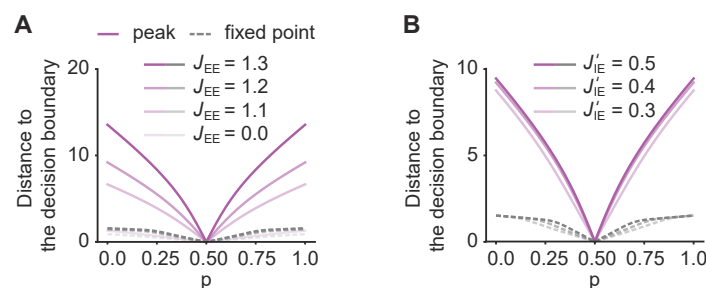 A
peak fixed point
Distance to
the decision boundary
20
10
0
J_EE = 1.3
J_EE = 1.2
J_EE = 1.1
J_EE = 0.0
0.0 0.25 0.50 0.75 1.0
p
B
Distance to
the decision boundary
10
5
0
J′_IE = 0.5
J′_IE = 0.4
J′_IE = 0.3
0.0 0.25 0.50 0.75 1.0
p